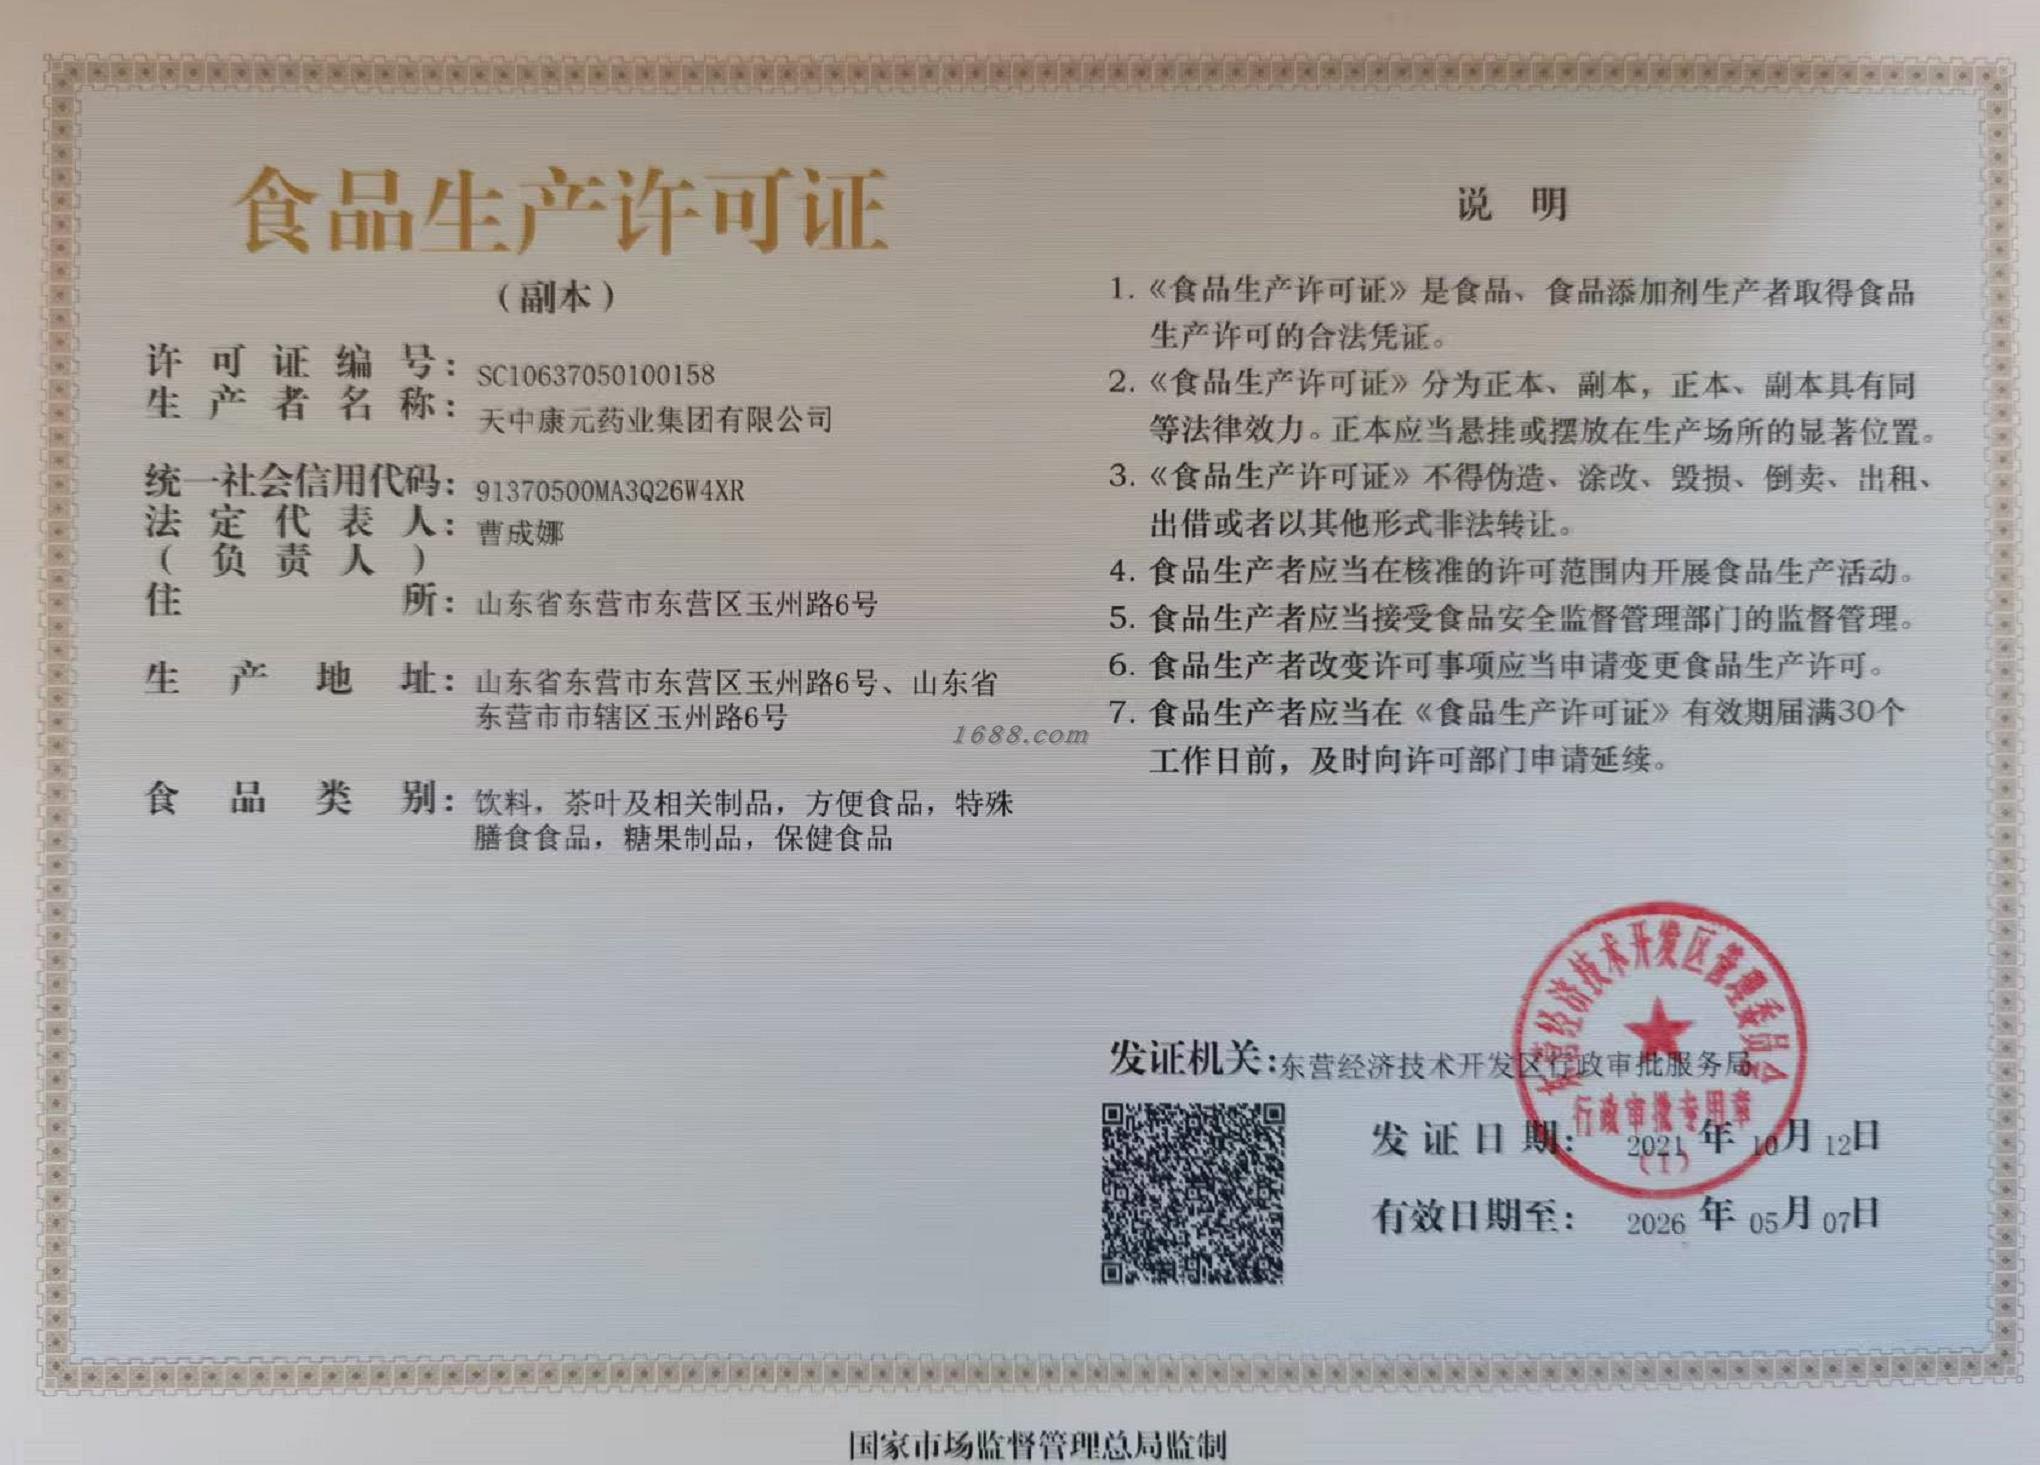 食品生产许可证
（副本）
许可证编号：SC10637050100158
生产者名称：天中康元药业集团有限公司
统一社会信用代码：91370500MA3Q26W4XR
法定代表人：曹成娜
（负责人）
住所：山东省东营市东营区玉州路6号
生产地址：山东省东营市东营区玉州路6号、山东省
东营市市辖区玉州路6号
食品类别：饮料，茶叶及相关制品，方便食品，特殊
膳食食品，糖果制品，保健食品
1688.com
说明
1.《食品生产许可证》是食品、食品添加剂生产者取得食品
生产许可的合法凭证。
2.《食品生产许可证》分为正本、副本，正本、副本具有同
等法律效力。正本应当悬挂或摆放在生产场所的显著位置。
3.《食品生产许可证》不得伪造、涂改、毁损、倒卖、出租、
出借或者以其他形式非法转让。
4. 食品生产者应当在核准的许可范围内开展食品生产活动。
5. 食品生产者应当接受食品安全监督管理部门的监督管理。
6. 食品生产者改变许可事项应当申请变更食品生产许可。
7. 食品生产者应当在《食品生产许可证》有效期届满30个
工作日前，及时向许可部门申请延续。
发证机关：东营经济技术开发区行政审批服务局
东营经济技术开发区管理委员会
行政审批专用章
（1）
发证日期：2021年10月12日
有效日期至：2026年05月07日
国家市场监督管理总局监制